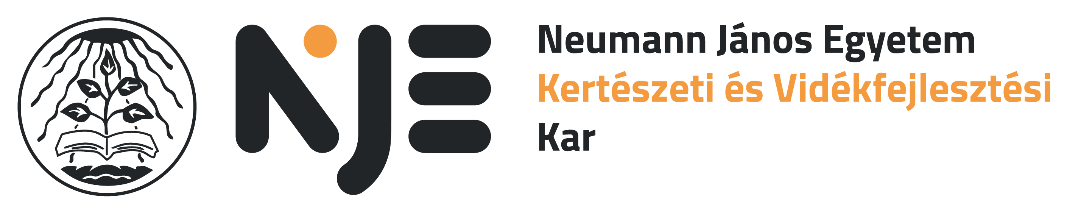 NJE
Neumann János Egyetem
Kertészeti és Vidékfejlesztési
Kar